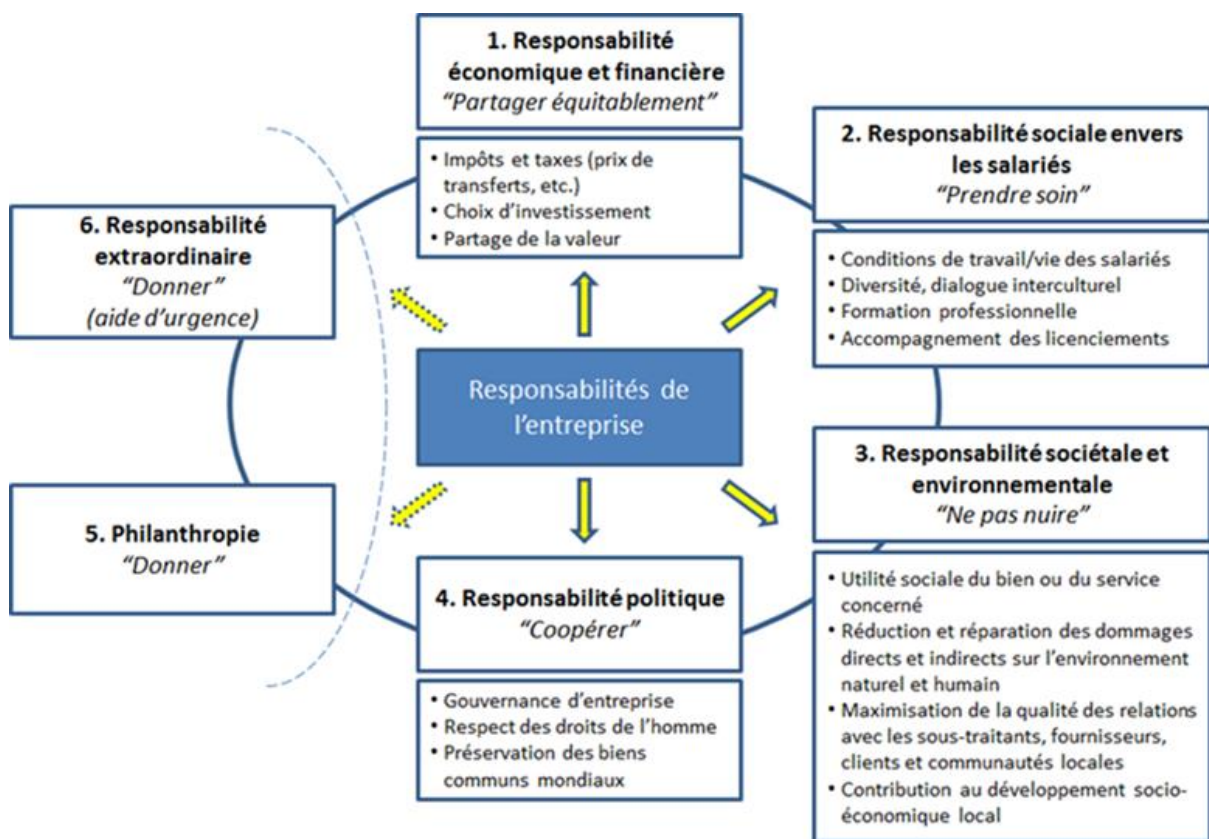 1. Responsabilité
économique et financière
“Partager équitablement”
• Impôts et taxes (prix de
transferts, etc.)
• Choix d’investissement
• Partage de la valeur
2. Responsabilité sociale envers
les salariés
“Prendre soin”
• Conditions de travail/vie des salariés
• Diversité, dialogue interculturel
• Formation professionnelle
• Accompagnement des licenciements
6. Responsabilité
extraordinaire
“Donner”
(aide d’urgence)
Responsabilités de
l’entreprise
3. Responsabilité sociétale et
environnementale
“Ne pas nuire”
• Utilité sociale du bien ou du service
concerné
• Réduction et réparation des dommages
directs et indirects sur l’environnement
naturel et humain
• Maximisation de la qualité des relations
avec les sous-traitants, fournisseurs,
clients et communautés locales
• Contribution au développement socio-
économique local
5. Philanthropie
“Donner”
4. Responsabilité politique
“Coopérer”
• Gouvernance d’entreprise
• Respect des droits de l’homme
• Préservation des biens
communs mondiaux